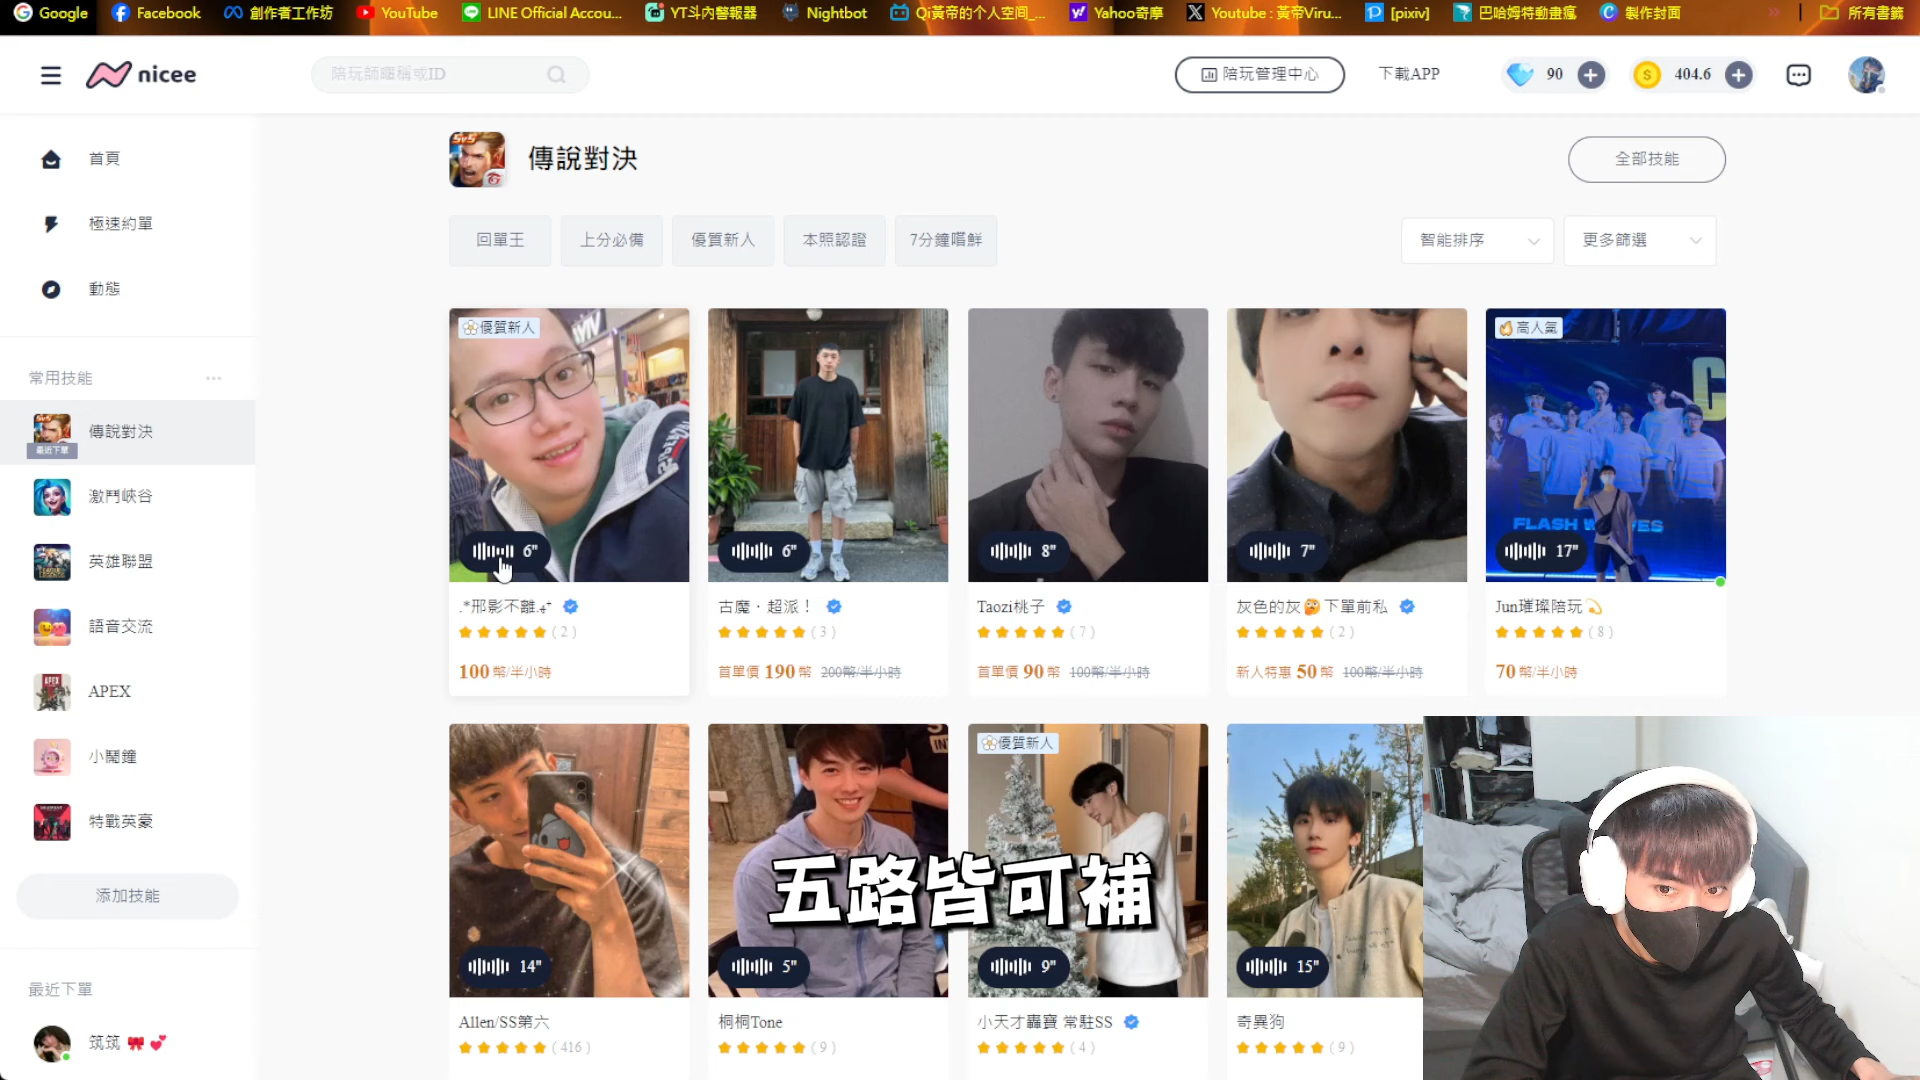 Google
Facebook
創作者工作坊
YouTube
LINE Official Accou...
YT斗內警報器
Nightbot
Qi黃帝的个人空间_...
Yahoo奇摩
Youtube : 黃帝Viru...
[pixiv]
巴哈姆特動畫瘋
製作封面
所有書籤
nicee
陪玩師暱稱或ID
陪玩管理中心
下載APP
90
404.6
首頁
極速約單
動態
常用技能
傳說對決
最近下單
激鬥峽谷
英雄聯盟
語音交流
APEX
小鬧鐘
特戰英豪
添加技能
最近下單
筑筑 🎀 💕
傳說對決
全部技能
回單王
上分必備
優質新人
本照認證
7分鐘嚐鮮
智能排序
更多篩選
優質新人
6"
6"
8"
7"
高人氣
FLASH WOLVES
17"
.*邢影不離.₄⁺
( 2 )
100 幣/半小時
古魔・超派！
( 3 )
首單價 190 幣 200幣/半小時
Taozi桃子
( 7 )
首單價 90 幣 100幣/半小時
灰色的灰🤔下單前私
( 2 )
新人特惠 50 幣 100幣/半小時
Jun璀璨陪玩💫
( 8 )
70 幣/半小時
優質新人
五路皆可補
14"
5"
9"
15"
Allen/SS第六
( 416 )
桐桐Tone
( 9 )
小天才轟寶 常駐SS
( 4 )
奇異狗
( 9 )